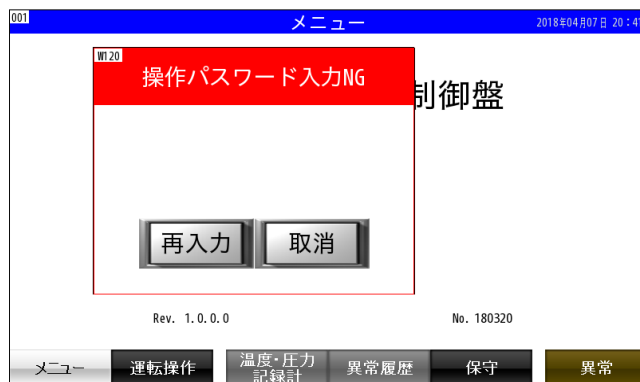 001
メニュー
2018年04月07日 20:4
W120
操作パスワード入力NG
制御盤
再入力
取消
Rev. 1.0.0.0
No. 180320
メニュー
運転操作
温度・圧力
記録計
異常履歴
保守
異常